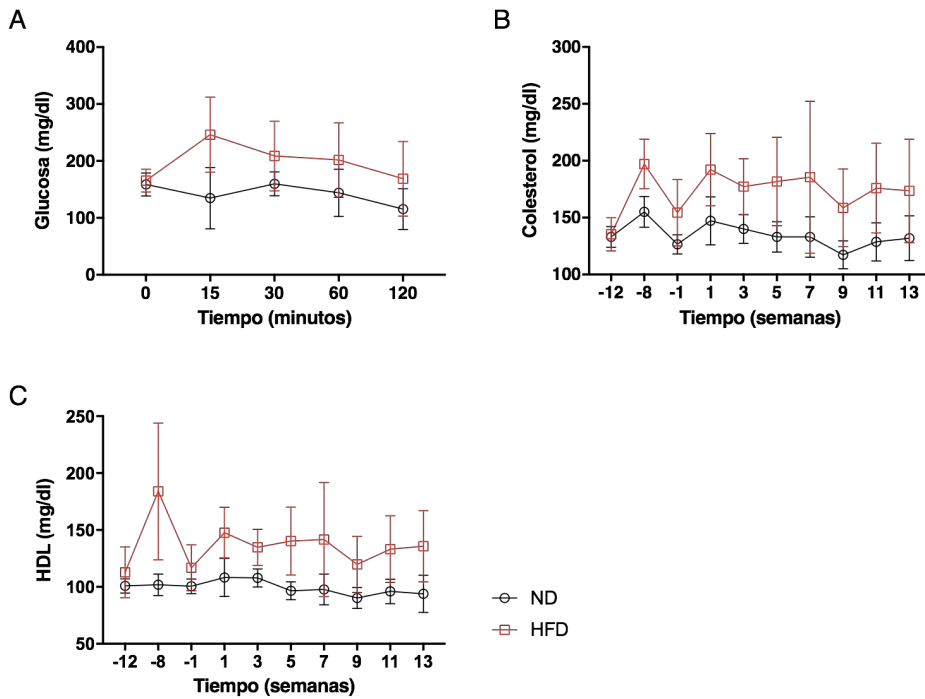 A
400
300
200
100
0
Glucosa (mg/dl)
0 15 30 60 120
Tiempo (minutos)
B
300
250
200
150
100
Colesterol (mg/dl)
-12 -8 -1 1 3 5 7 9 11 13
Tiempo (semanas)
C
250
200
150
100
50
HDL (mg/dl)
-12 -8 -1 1 3 5 7 9 11 13
Tiempo (semanas)
ND
HFD